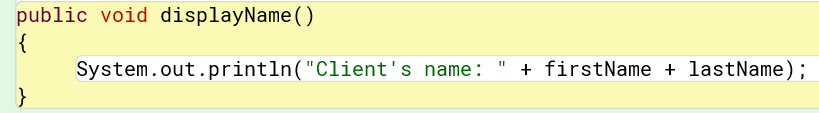 public void displayName()
{
System.out.println("Client's name: " + firstName + lastName);
}